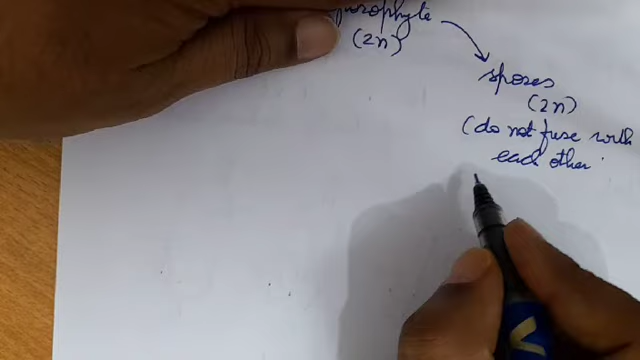 (2n)
spores
(2n)
(do not fuse with
each other